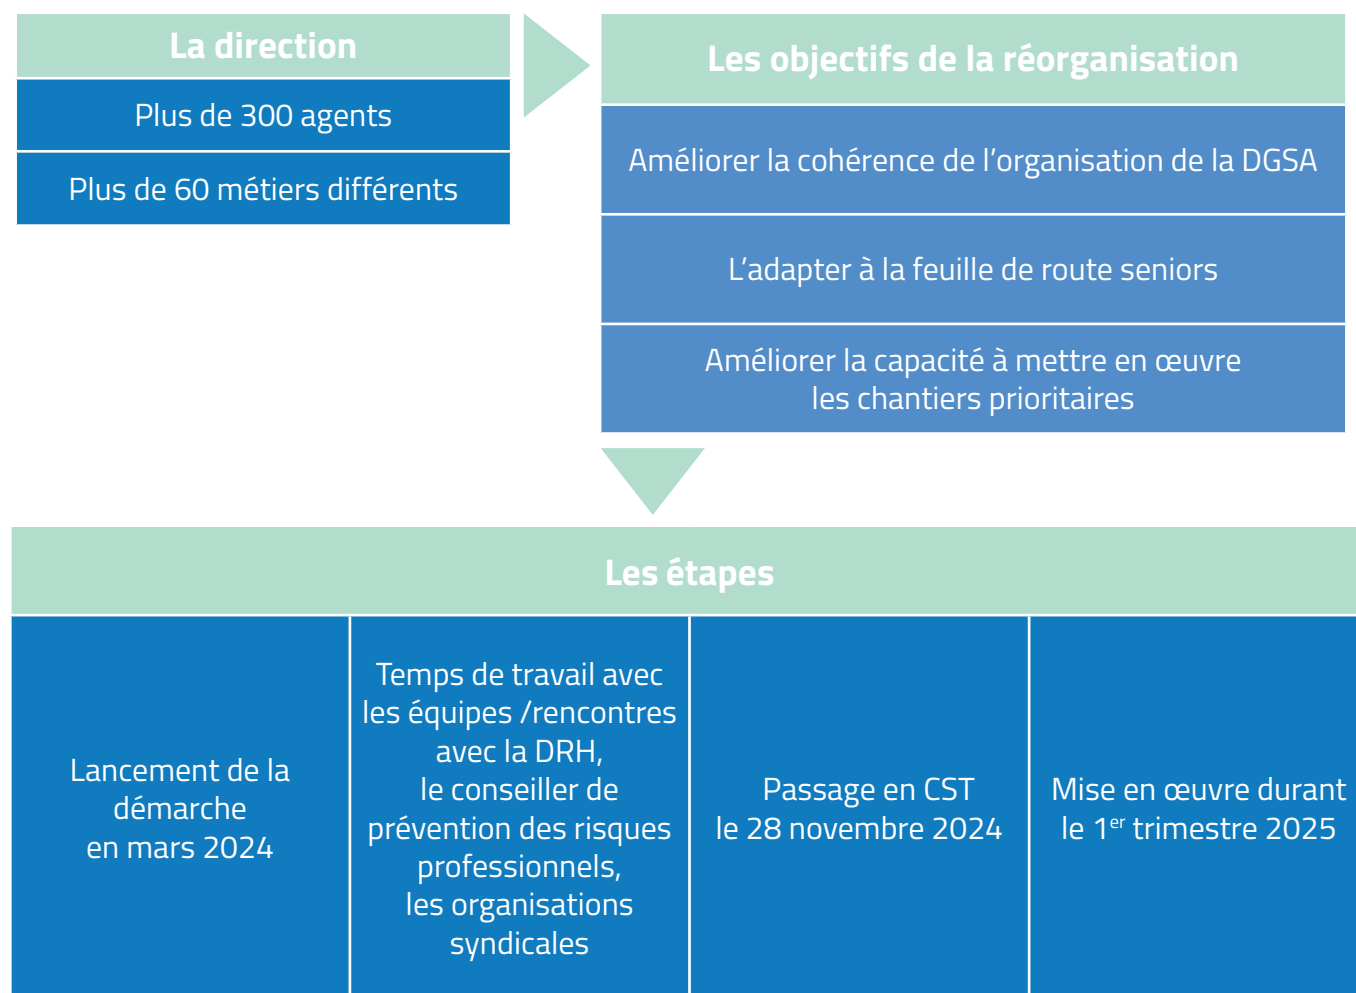 La direction
Plus de 300 agents
Plus de 60 métiers différents
Les objectifs de la réorganisation
Améliorer la cohérence de l’organisation de la DGSA
L’adapter à la feuille de route seniors
Améliorer la capacité à mettre en œuvre
les chantiers prioritaires
Les étapes
Lancement de la
démarche
en mars 2024
Temps de travail avec
les équipes /rencontres
avec la DRH,
le conseiller de
prévention des risques
professionnels,
les organisations
syndicales
Passage en CST
le 28 novembre 2024
Mise en œuvre durant
le 1er trimestre 2025